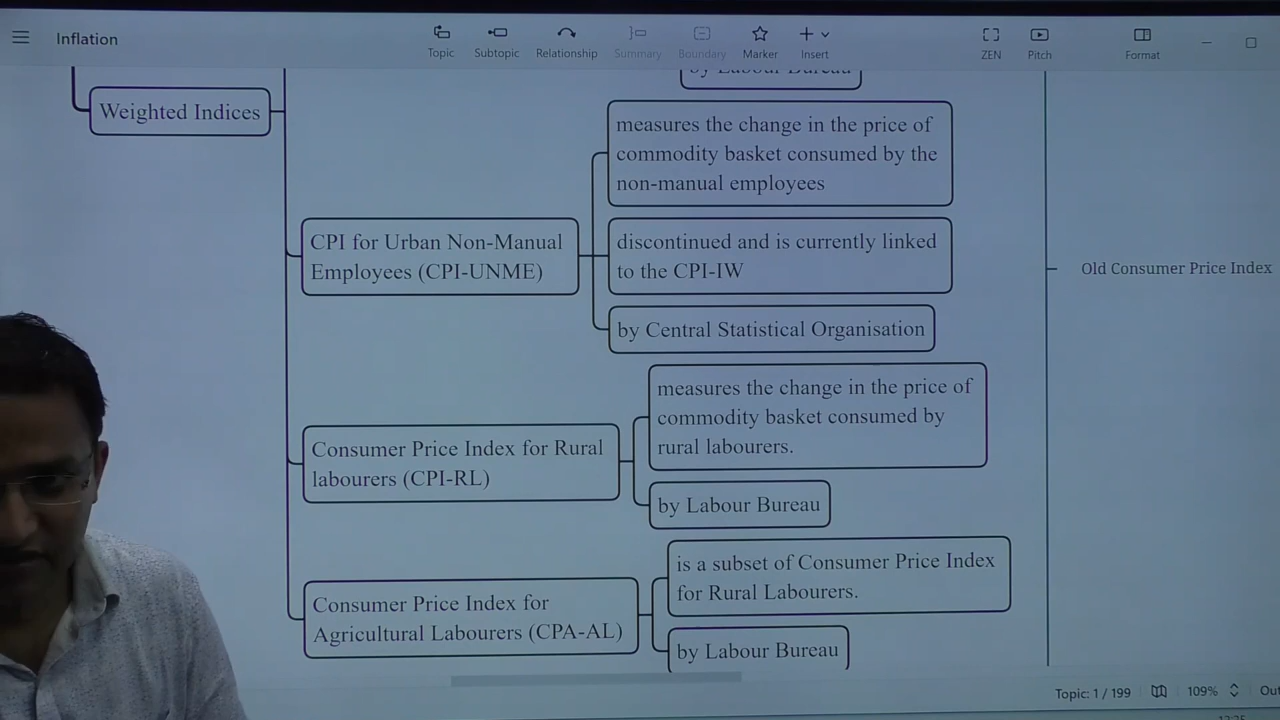 Inflation
Topic
Subtopic
Relationship
Summary
Boundary
Marker
Insert
ZEN
Pitch
Format
by Labour Bureau
Weighted Indices
measures the change in the price of
commodity basket consumed by the
non-manual employees
CPI for Urban Non-Manual
Employees (CPI-UNME)
discontinued and is currently linked
to the CPI-IW
by Central Statistical Organisation
Old Consumer Price Index
measures the change in the price of
commodity basket consumed by
rural labourers.
Consumer Price Index for Rural
labourers (CPI-RL)
by Labour Bureau
is a subset of Consumer Price Index
for Rural Labourers.
Consumer Price Index for
Agricultural Labourers (CPA-AL)
by Labour Bureau
Topic: 1 / 199
109%
Out